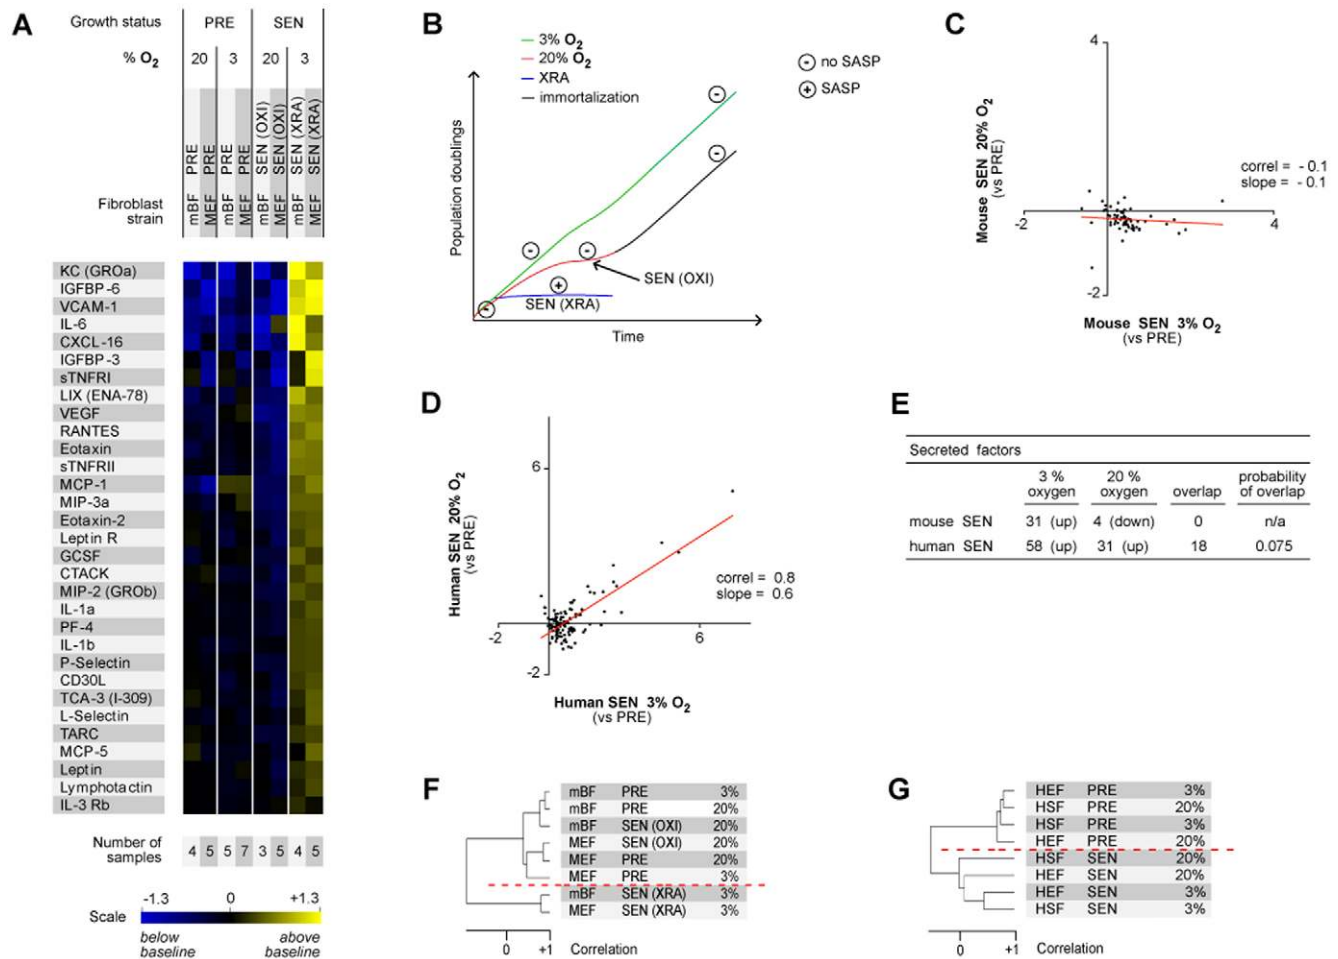 A
Growth status PRE SEN
% O2 20 3 20 3
mBF PRE
MEF PRE
mBF PRE
MEF PRE
mBF SEN (OXI)
MEF SEN (OXI)
mBF SEN (XRA)
MEF SEN (XRA)
Fibroblast
strain
KC (GROa)
IGFBP-6
VCAM-1
IL-6
CXCL-16
IGFBP-3
sTNFRI
LIX (ENA-78)
VEGF
RANTES
Eotaxin
sTNFRII
MCP-1
MIP-3a
Eotaxin-2
Leptin R
GCSF
CTACK
MIP-2 (GROb)
IL-1a
PF-4
IL-1b
P-Selectin
CD30L
TCA-3 (I-309)
L-Selectin
TARC
MCP-5
Leptin
Lymphotactin
IL-3 Rb
Number of
samples
4 5 5 7 3 5 4 5
-1.3 0 +1.3
Scale
below
baseline
above
baseline
B
3% O2
20% O2
XRA
immortalization
- no SASP
+ SASP
Population doublings
-
-
-
-
-
+
SEN (OXI)
SEN (XRA)
Time
C
4
Mouse SEN 20% O2
(vs PRE)
correl = - 0.1
slope = - 0.1
-2 4
-2
Mouse SEN 3% O2
(vs PRE)
D
6
Human SEN 20% O2
(vs PRE)
correl = 0.8
slope = 0.6
-2 6
-2
Human SEN 3% O2
(vs PRE)
E
Secreted factors
3 %
oxygen
20 %
oxygen
overlap
probability
of overlap
mouse SEN 31 (up) 4 (down) 0 n/a
human SEN 58 (up) 31 (up) 18 0.075
F
mBF PRE 3%
mBF PRE 20%
mBF SEN (OXI) 20%
MEF SEN (OXI) 20%
MEF PRE 20%
MEF PRE 3%
mBF SEN (XRA) 3%
MEF SEN (XRA) 3%
0 +1 Correlation
G
HEF PRE 3%
HSF PRE 20%
HSF PRE 3%
HEF PRE 20%
HSF SEN 20%
HEF SEN 20%
HEF SEN 3%
HSF SEN 3%
0 +1 Correlation